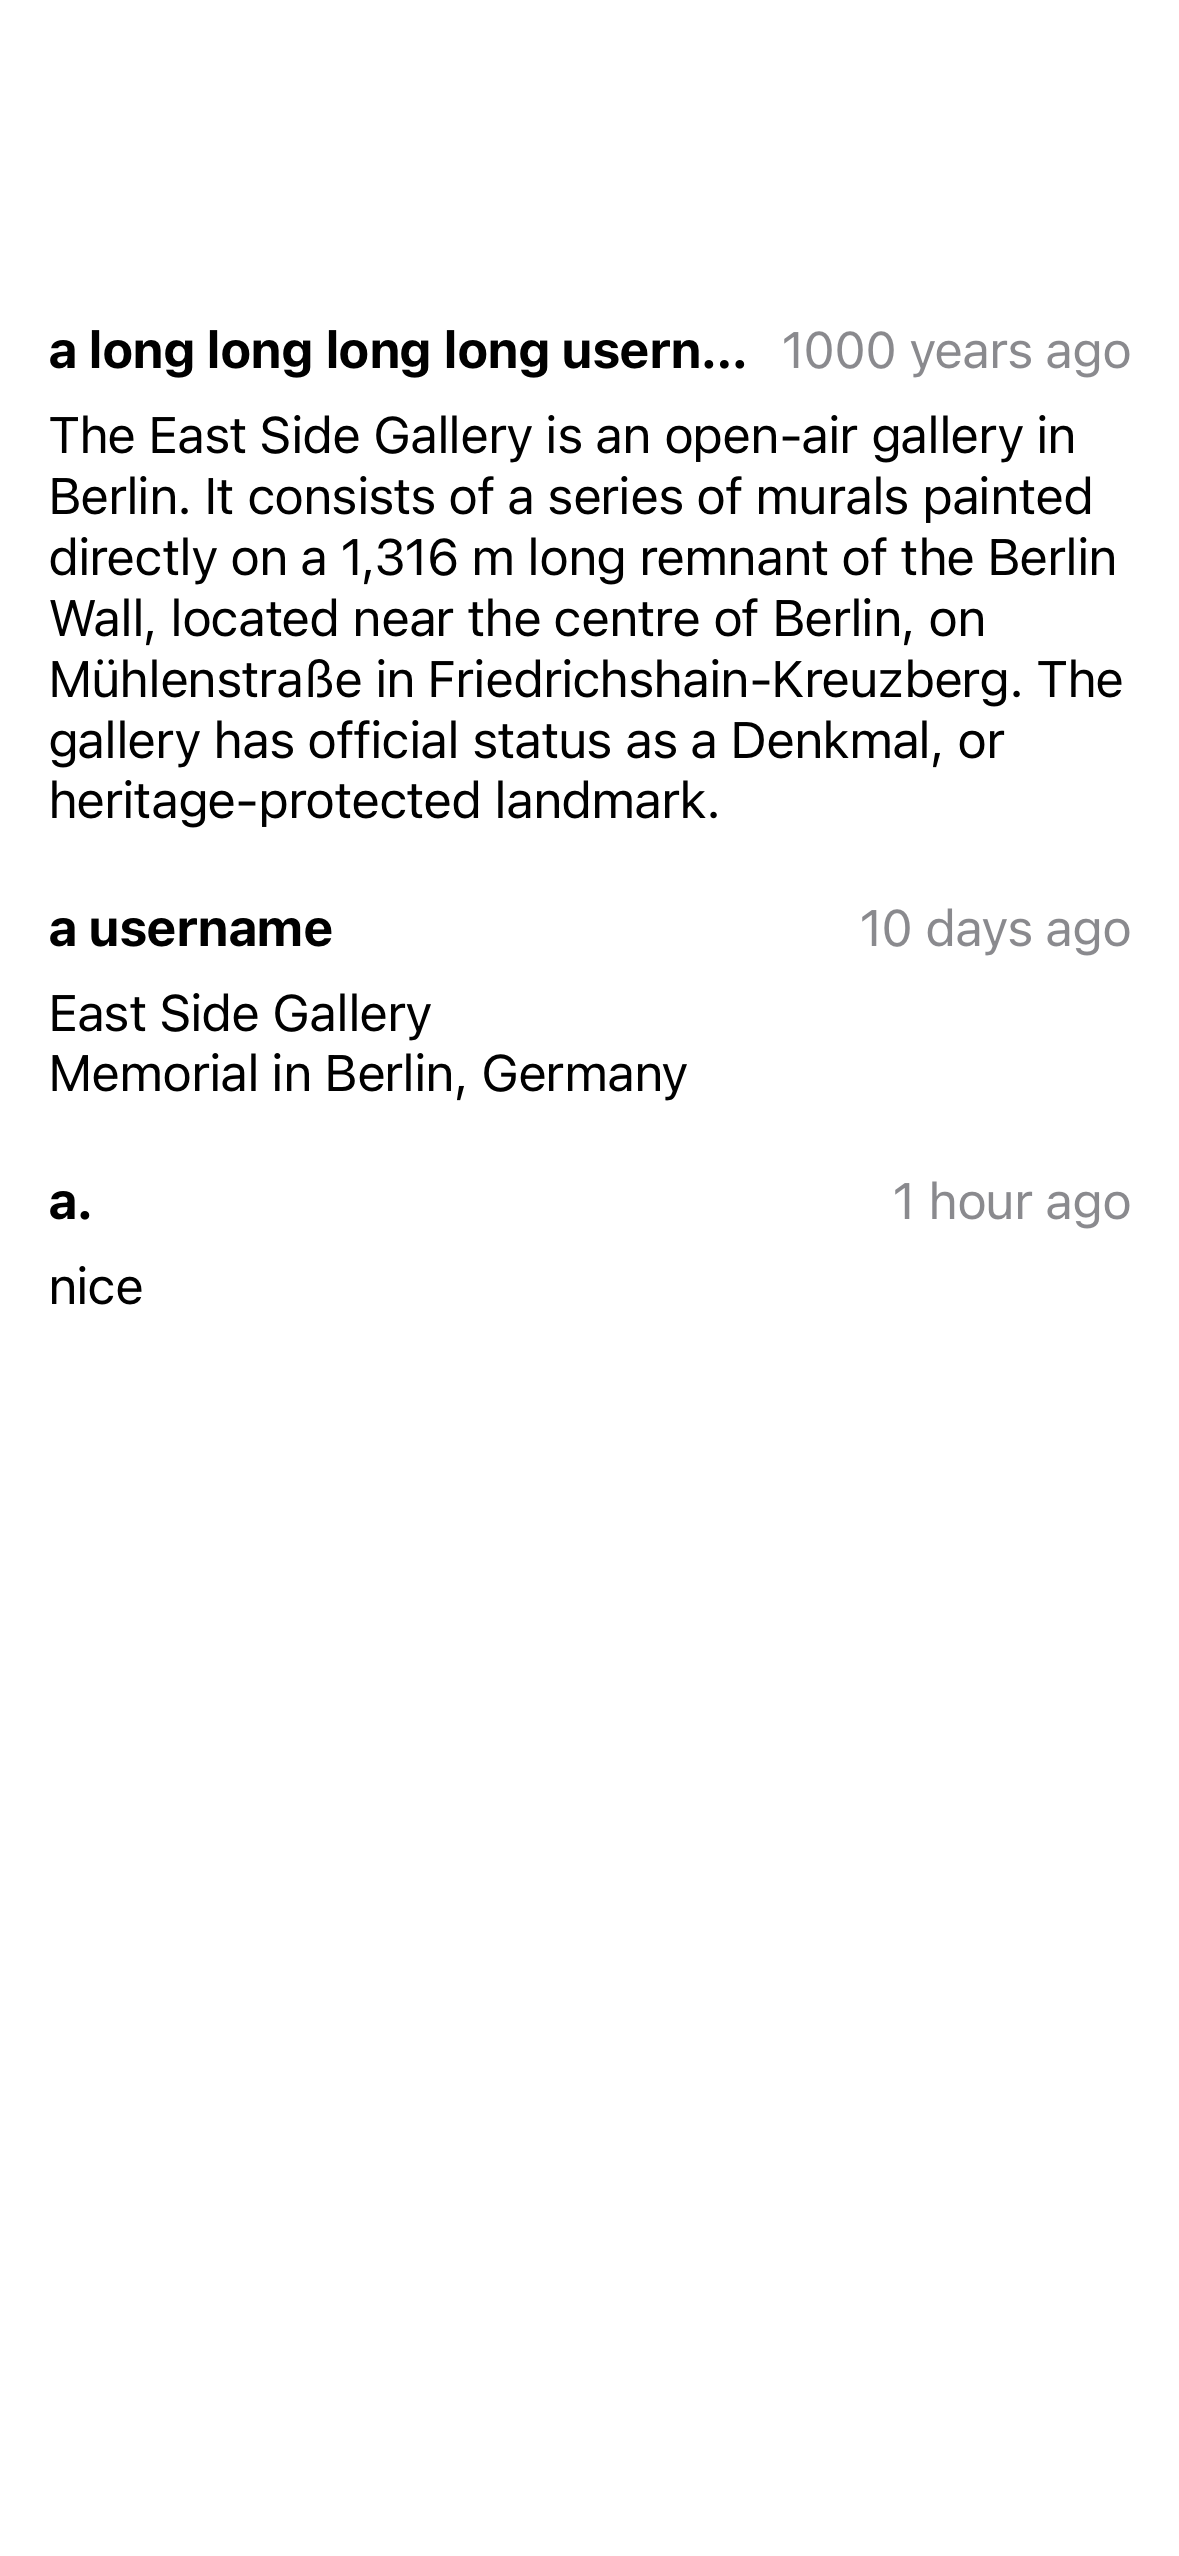 a long long long long usern... 1000 years ago
The East Side Gallery is an open-air gallery in
Berlin. It consists of a series of murals painted
directly on a 1,316 m long remnant of the Berlin
Wall, located near the centre of Berlin, on
Mühlenstraße in Friedrichshain-Kreuzberg. The
gallery has official status as a Denkmal, or
heritage-protected landmark.
a username 10 days ago
East Side Gallery
Memorial in Berlin, Germany
a. 1 hour ago
nice